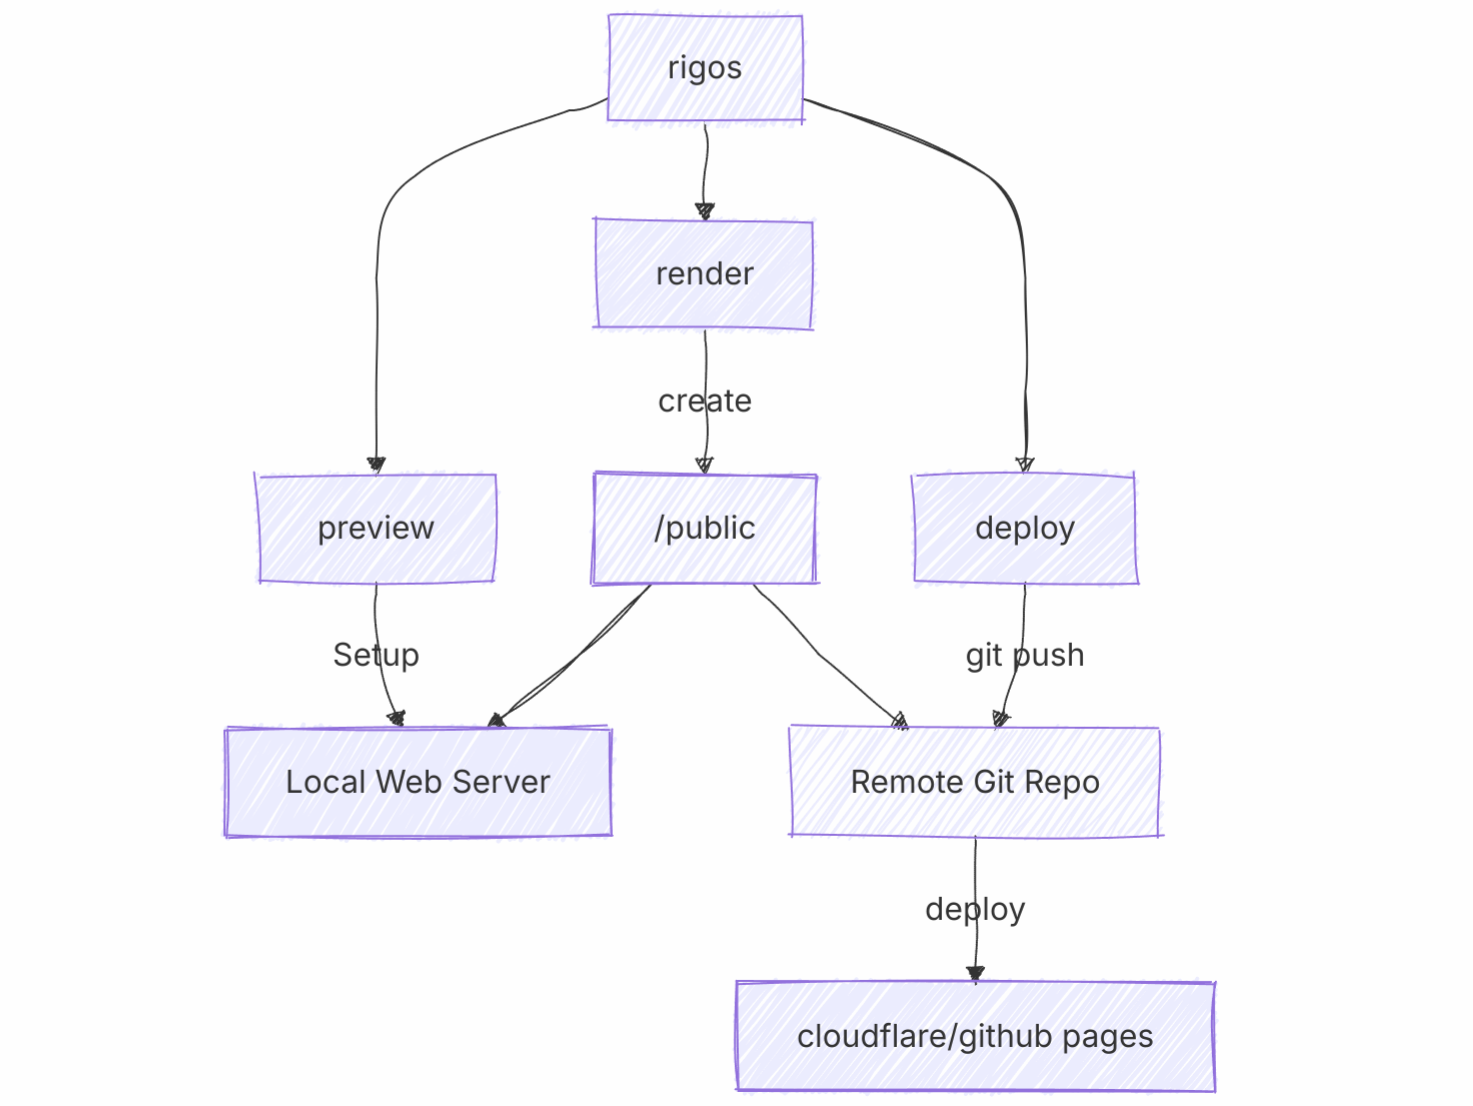 rigos
render
create
preview
/public
deploy
Setup
git push
Local Web Server
Remote Git Repo
deploy
cloudflare/github pages